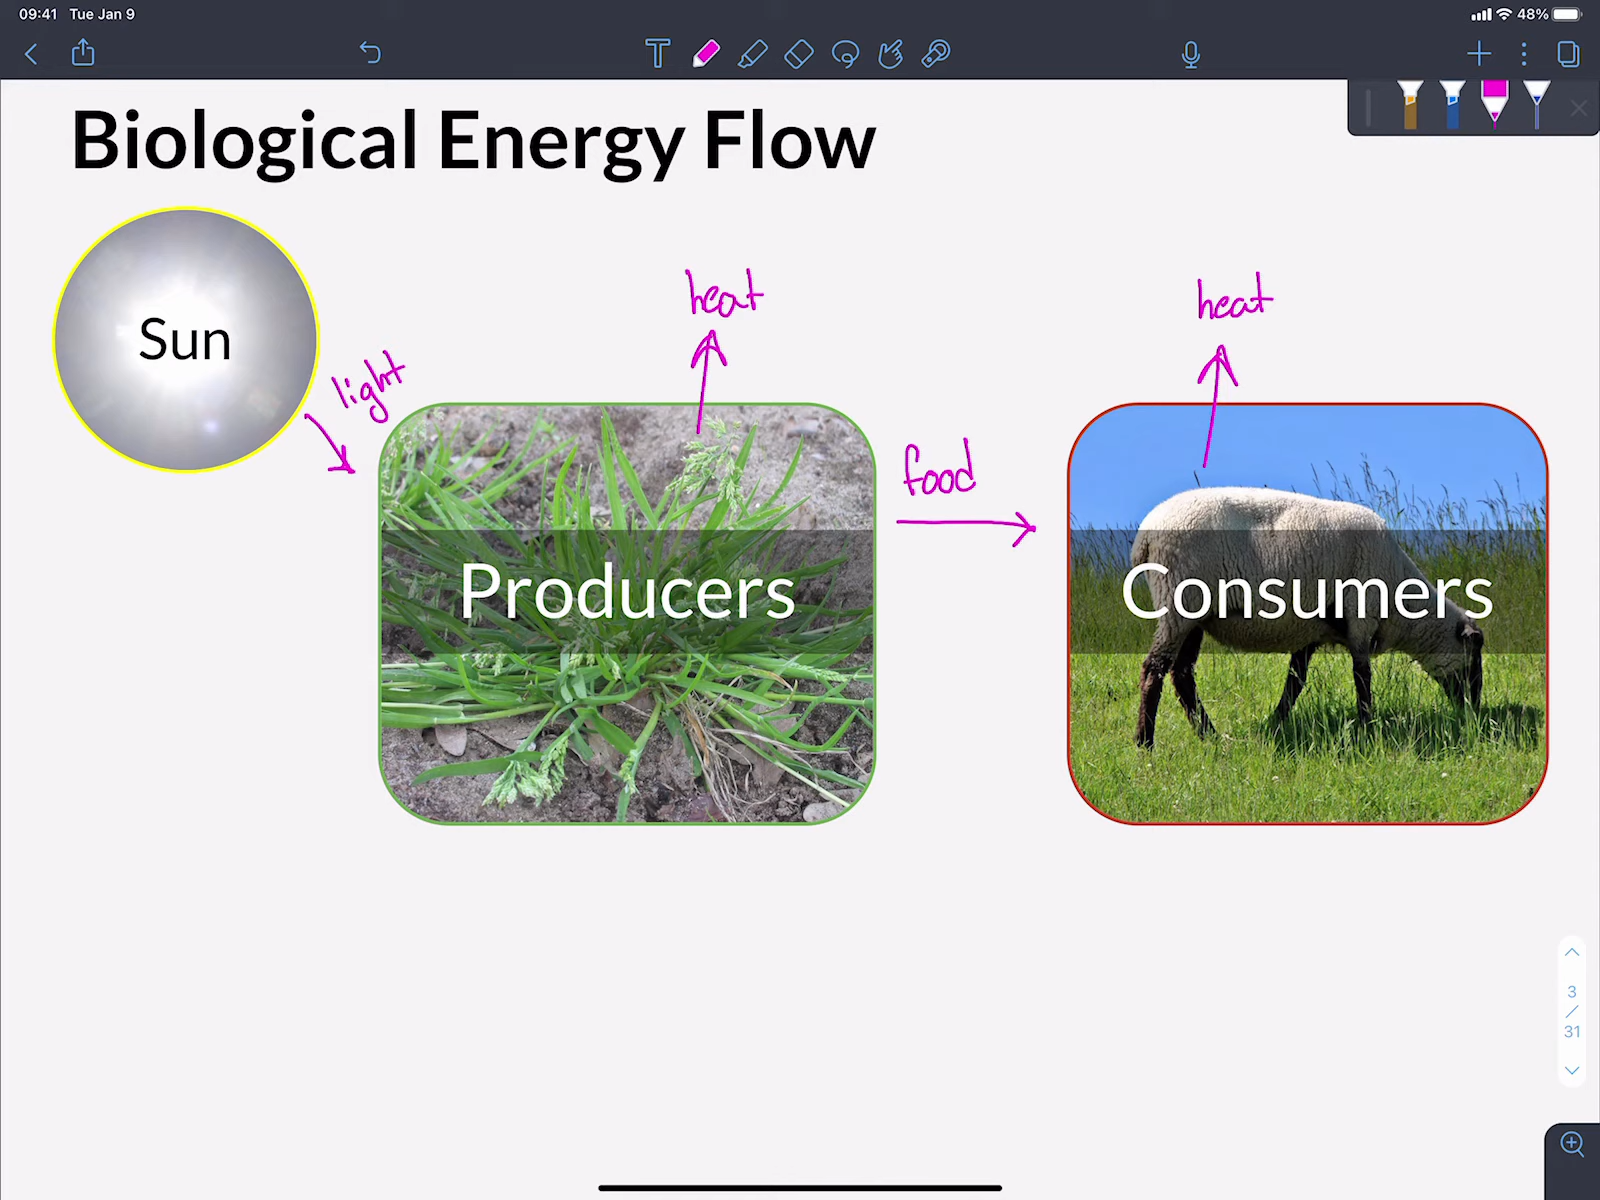 09:41 Tue Jan 9
48%
T
Biological Energy Flow
Sun
light
heat
heat
food
Producers
Consumers
3
/
31